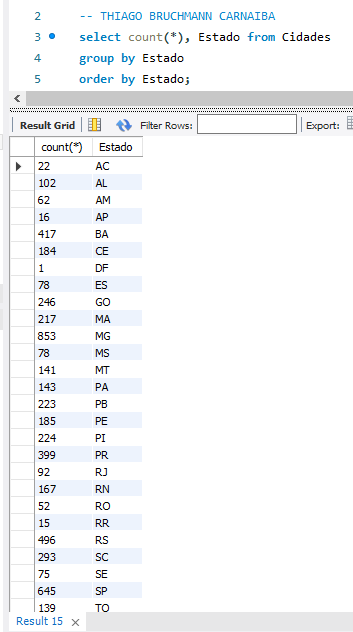 2 -- THIAGO BRUCHMANN CARNAIBA
3 select count(*), Estado from Cidades
4 group by Estado
5 order by Estado;
Result Grid Filter Rows: Export:
count(*) Estado
22 AC
102 AL
62 AM
16 AP
417 BA
184 CE
1 DF
78 ES
246 GO
217 MA
853 MG
78 MS
141 MT
143 PA
223 PB
185 PE
224 PI
399 PR
92 RJ
167 RN
52 RO
15 RR
496 RS
293 SC
75 SE
645 SP
139 TO
Result 15 ×